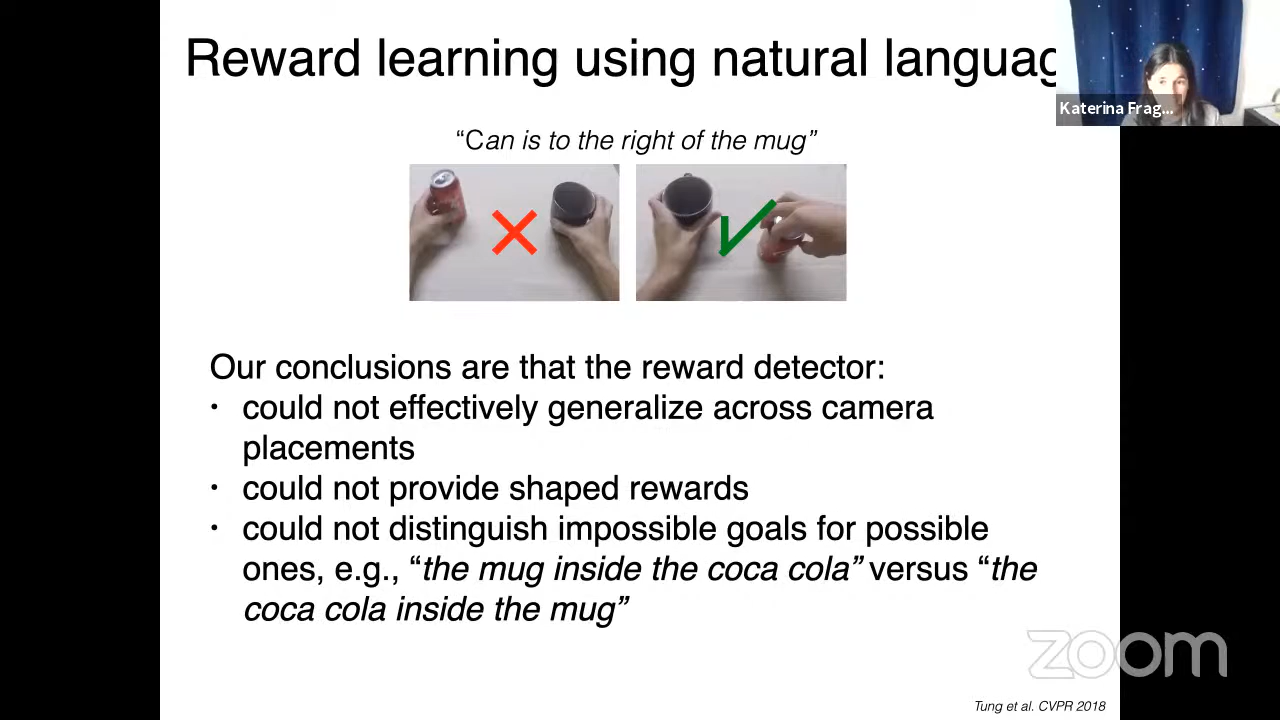 Reward learning using natural languag
Katerina Frag...
“Can is to the right of the mug”
Our conclusions are that the reward detector:
• could not effectively generalize across camera
placements
• could not provide shaped rewards
• could not distinguish impossible goals for possible
ones, e.g., “the mug inside the coca cola” versus “the
coca cola inside the mug”
zoom
Tung et al. CVPR 2018